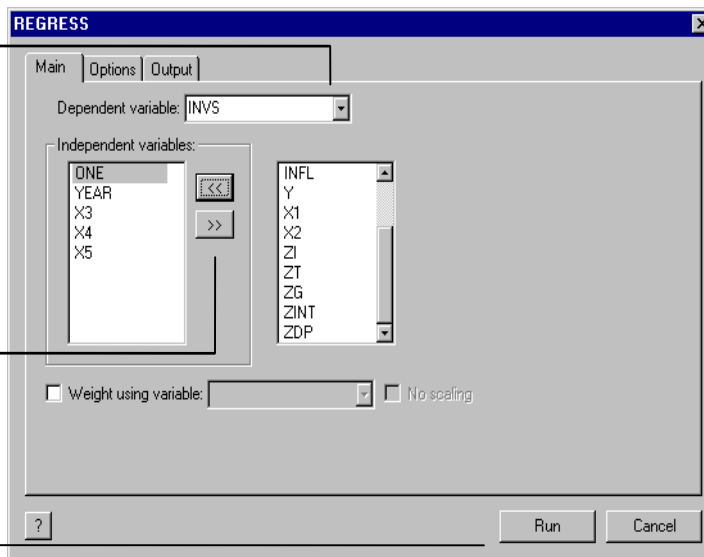 REGRESS
Main Options Output
Dependent variable: INVS
Independent variables:
ONE
YEAR
X3
X4
X5
<<
>>
INFL
Y
X1
X2
ZI
ZT
ZG
ZINT
ZDP
Weight using variable: No scaling
? Run Cancel